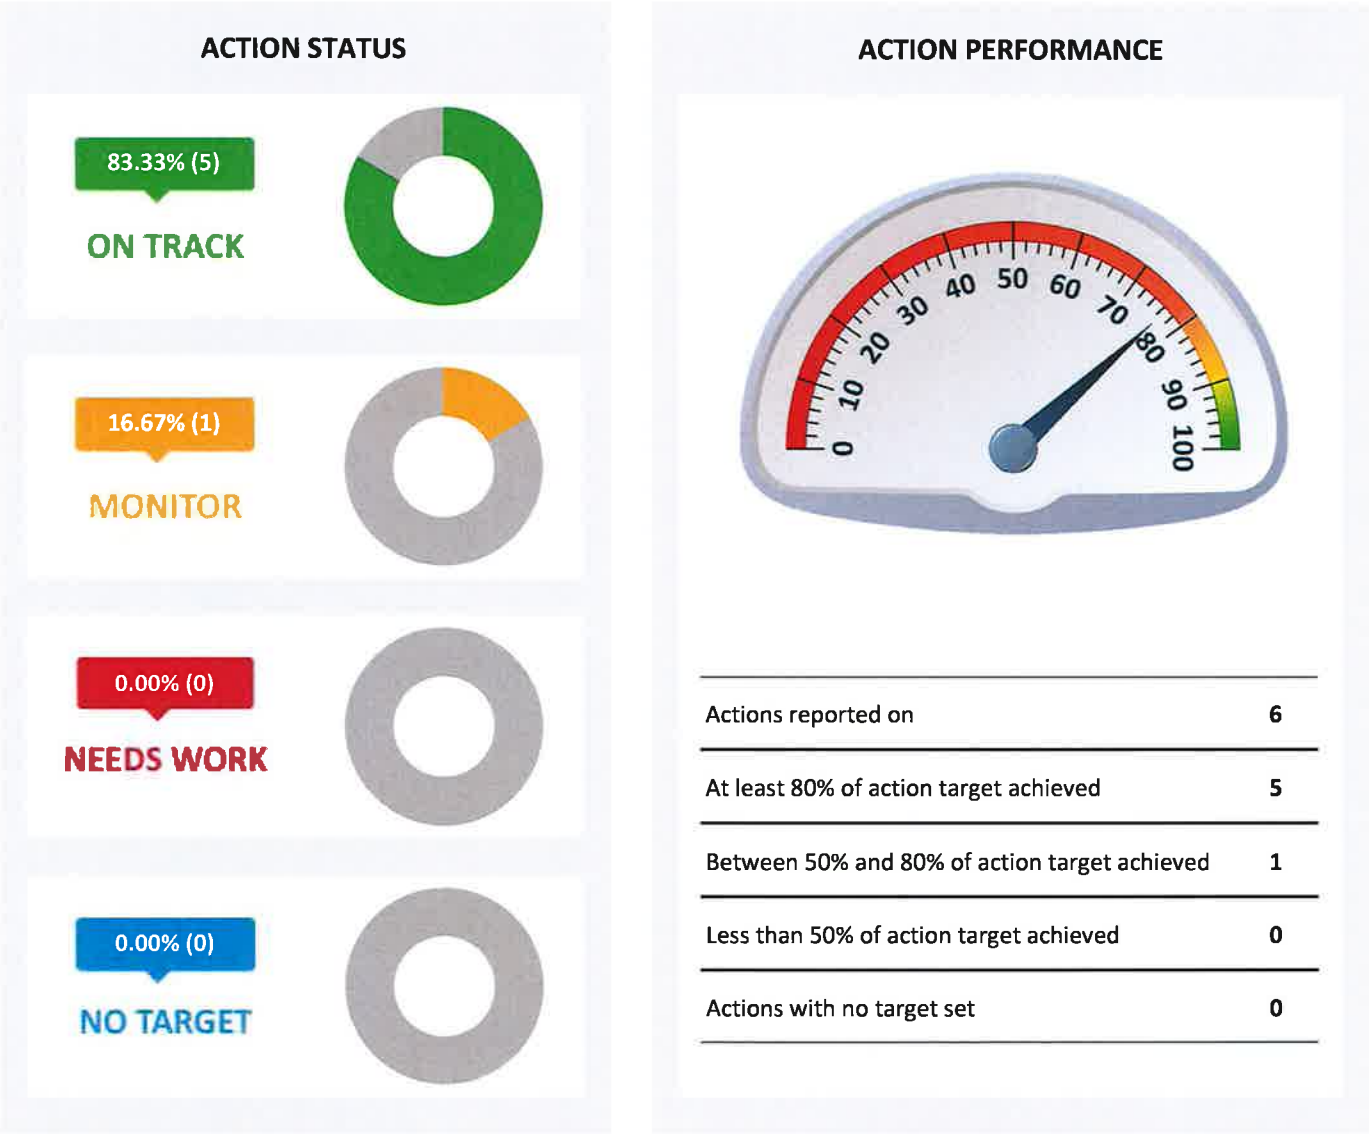 ACTION STATUS
83.33% (5)
ON TRACK
16.67% (1)
MONITOR
0.00% (0)
NEEDS WORK
0.00% (0)
NO TARGET
ACTION PERFORMANCE
0 10 20 30 40 50 60 70 80 90 100
Actions reported on 6
At least 80% of action target achieved 5
Between 50% and 80% of action target achieved 1
Less than 50% of action target achieved 0
Actions with no target set 0